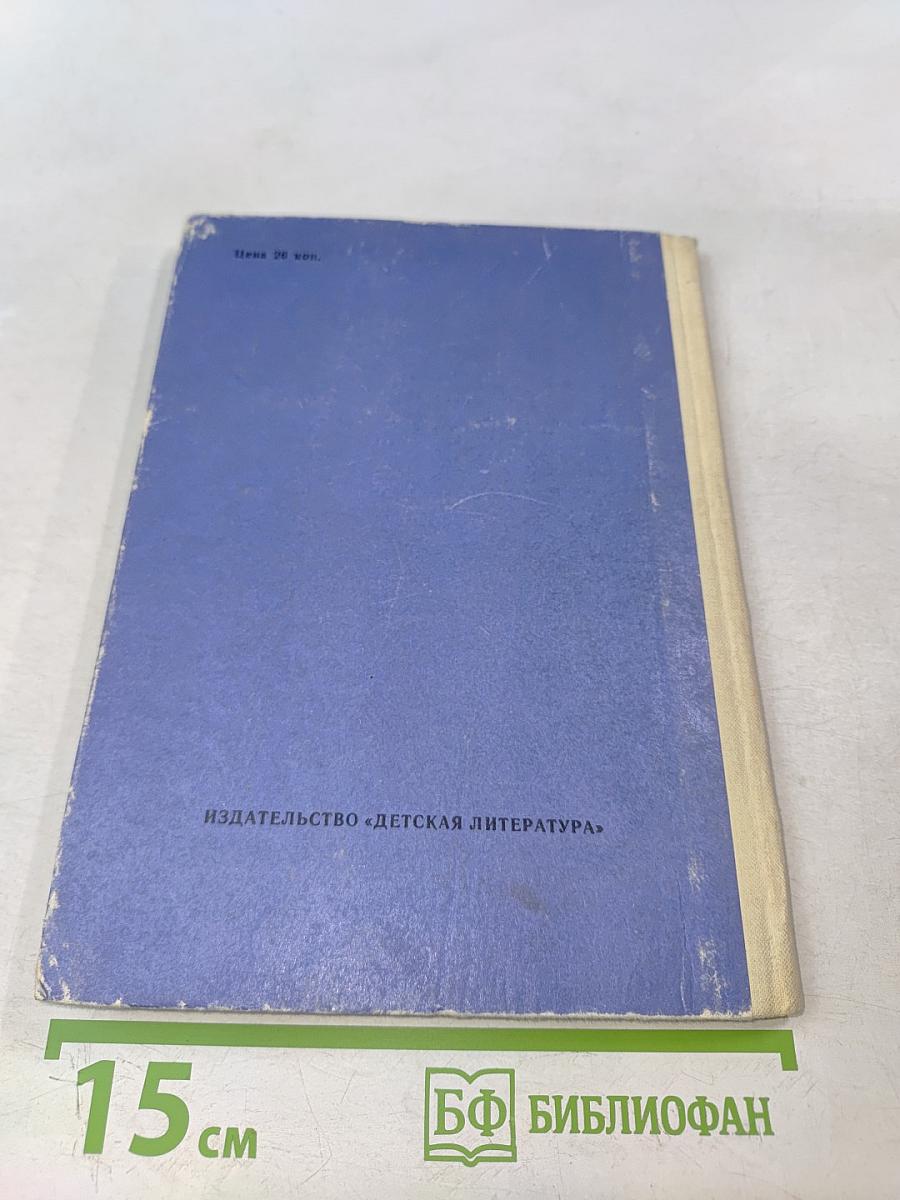 Цена 26 коп.
ИЗДАТЕЛЬСТВО «ДЕТСКАЯ ЛИТЕРАТУРА»
15 см
БФ БИБЛИОФАН